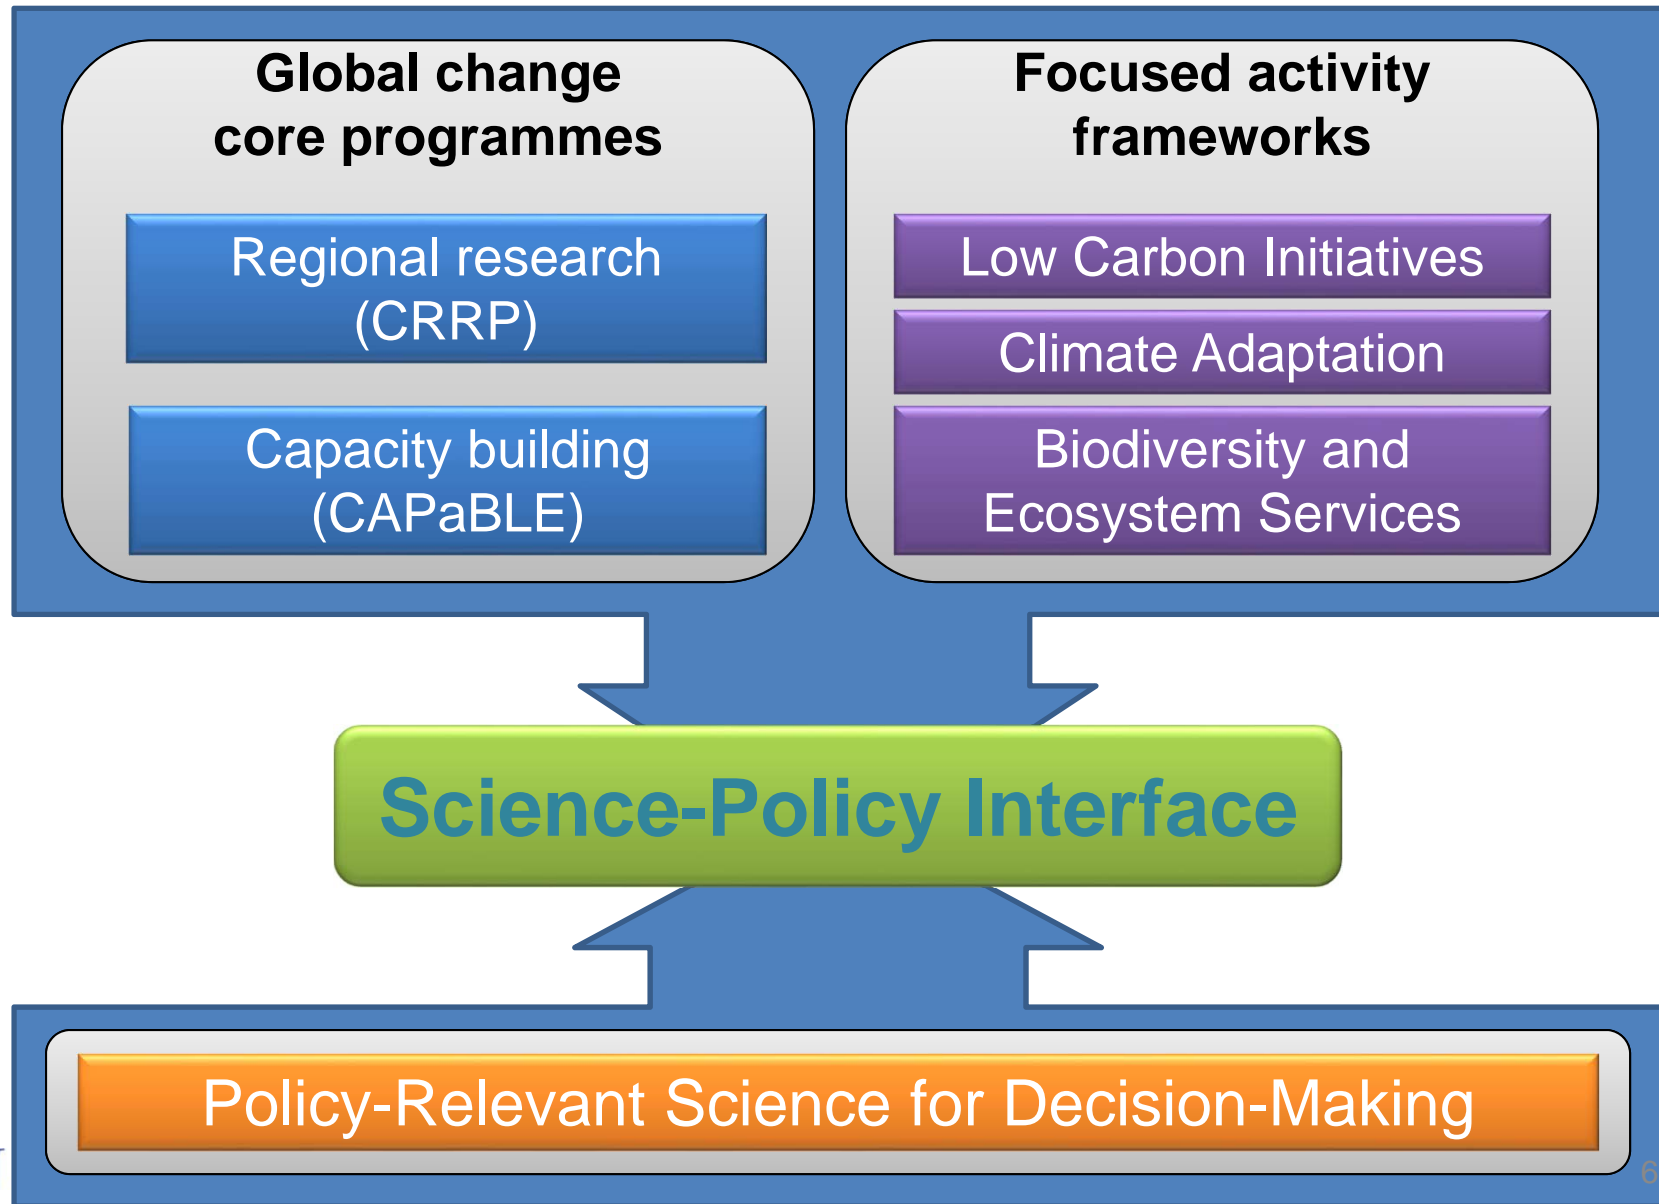 Global change
core programmes
Regional research
(CRRP)
Capacity building
(CAPaBLE)
Focused activity
frameworks
Low Carbon Initiatives
Climate Adaptation
Biodiversity and
Ecosystem Services
Science-Policy Interface
Policy-Relevant Science for Decision-Making
6